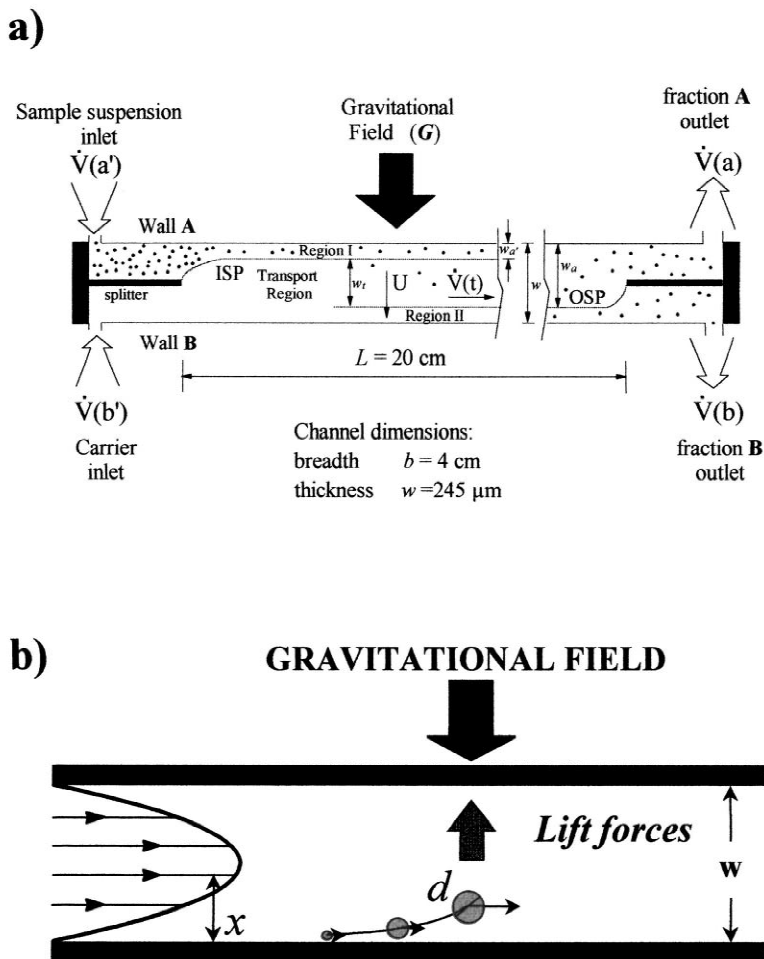 a)
Sample suspension
inlet
V̇(a')
Gravitational
Field (G)
fraction A
outlet
V̇(a)
Wall A
Region I
wa'
ISP
Transport
Region
wt
U
V̇(t)
w
wa
OSP
splitter
Region II
Wall B
L = 20 cm
V̇(b')
Carrier
inlet
V̇(b)
fraction B
outlet
Channel dimensions:
breadth b = 4 cm
thickness w =245 μm
b)
GRAVITATIONAL FIELD
Lift forces
w
d
x